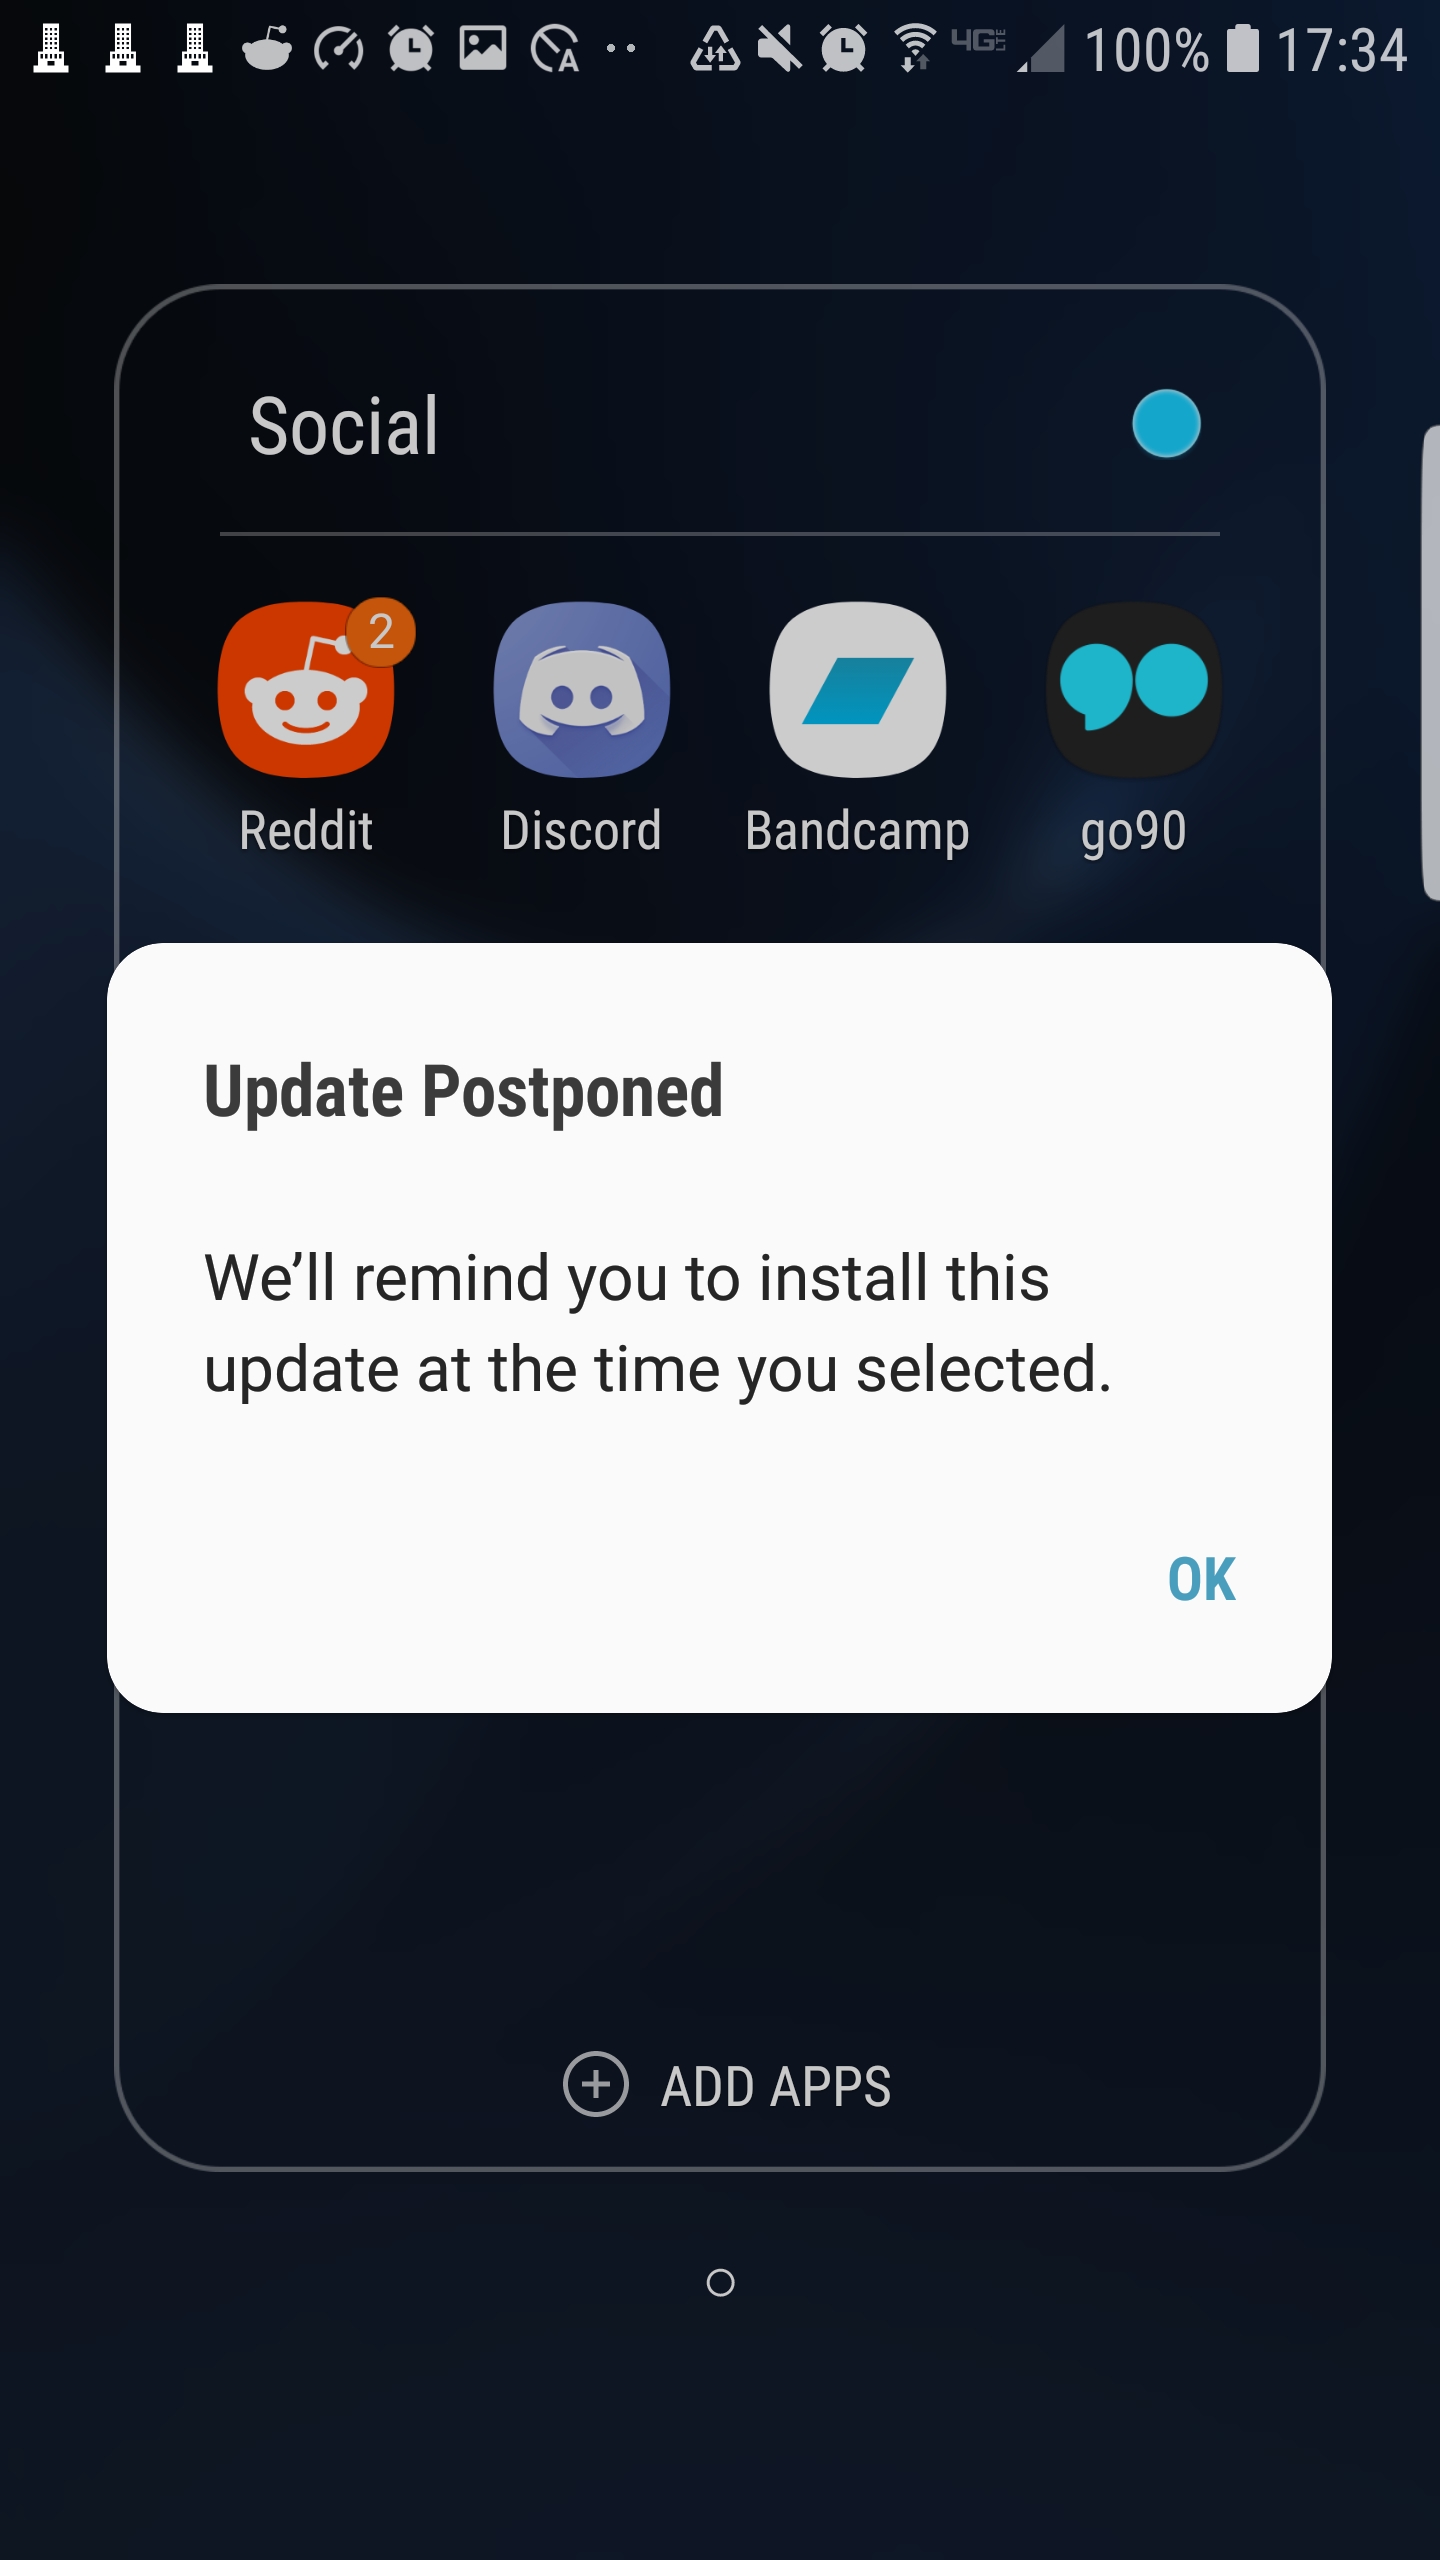 A 4G LTE 100% 17:34
Social
2
Reddit Discord Bandcamp go90
Update Postponed
We’ll remind you to install this
update at the time you selected.
OK
ADD APPS